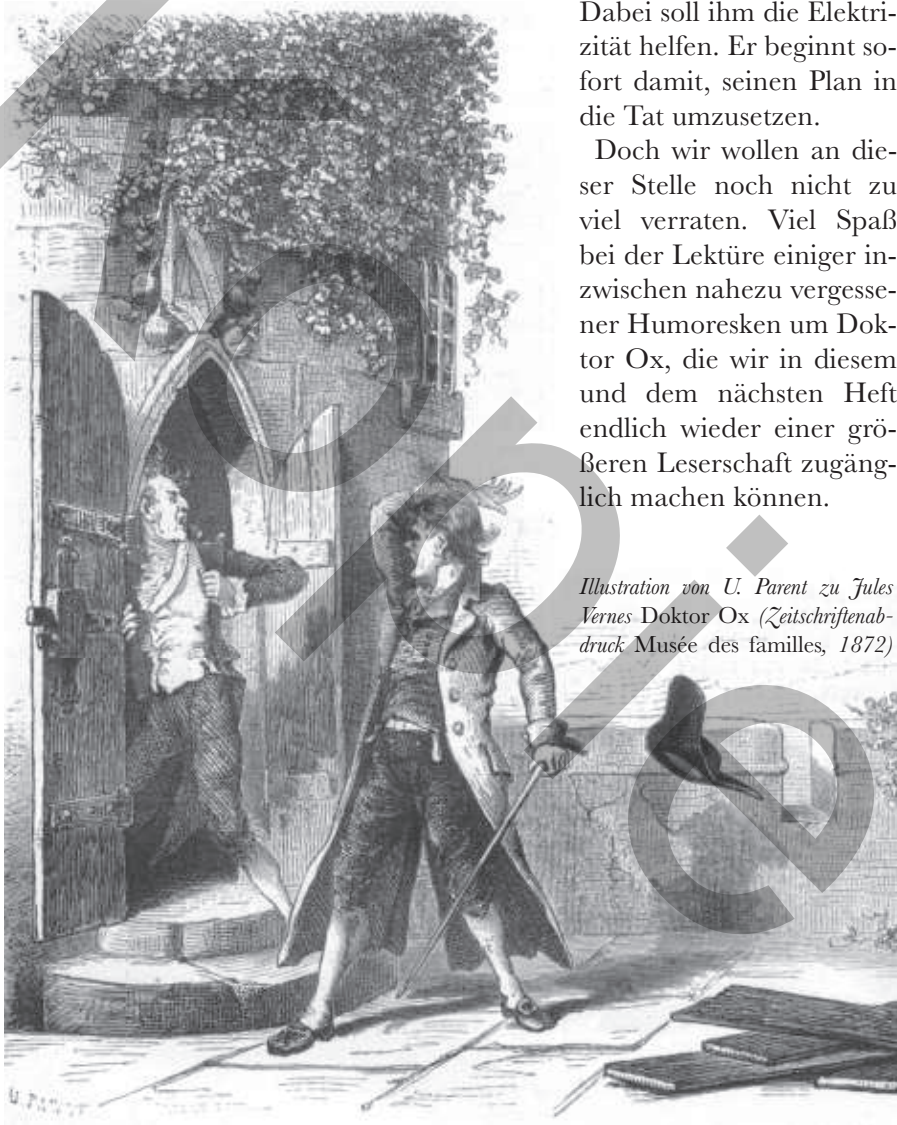 Dabei soll ihm die Elektri-
zität helfen. Er beginnt so-
fort damit, seinen Plan in
die Tat umzusetzen.
Doch wir wollen an die-
ser Stelle noch nicht zu
viel verraten. Viel Spaß
bei der Lektüre einiger in-
zwischen nahezu vergesse-
ner Humoresken um Dok-
tor Ox, die wir in diesem
und dem nächsten Heft
endlich wieder einer grö-
ßeren Leserschaft zugäng-
lich machen können.
Illustration von U. Parent zu Jules
Vernes Doktor Ox (Zeitschriftenab-
druck Musée des familles, 1872)